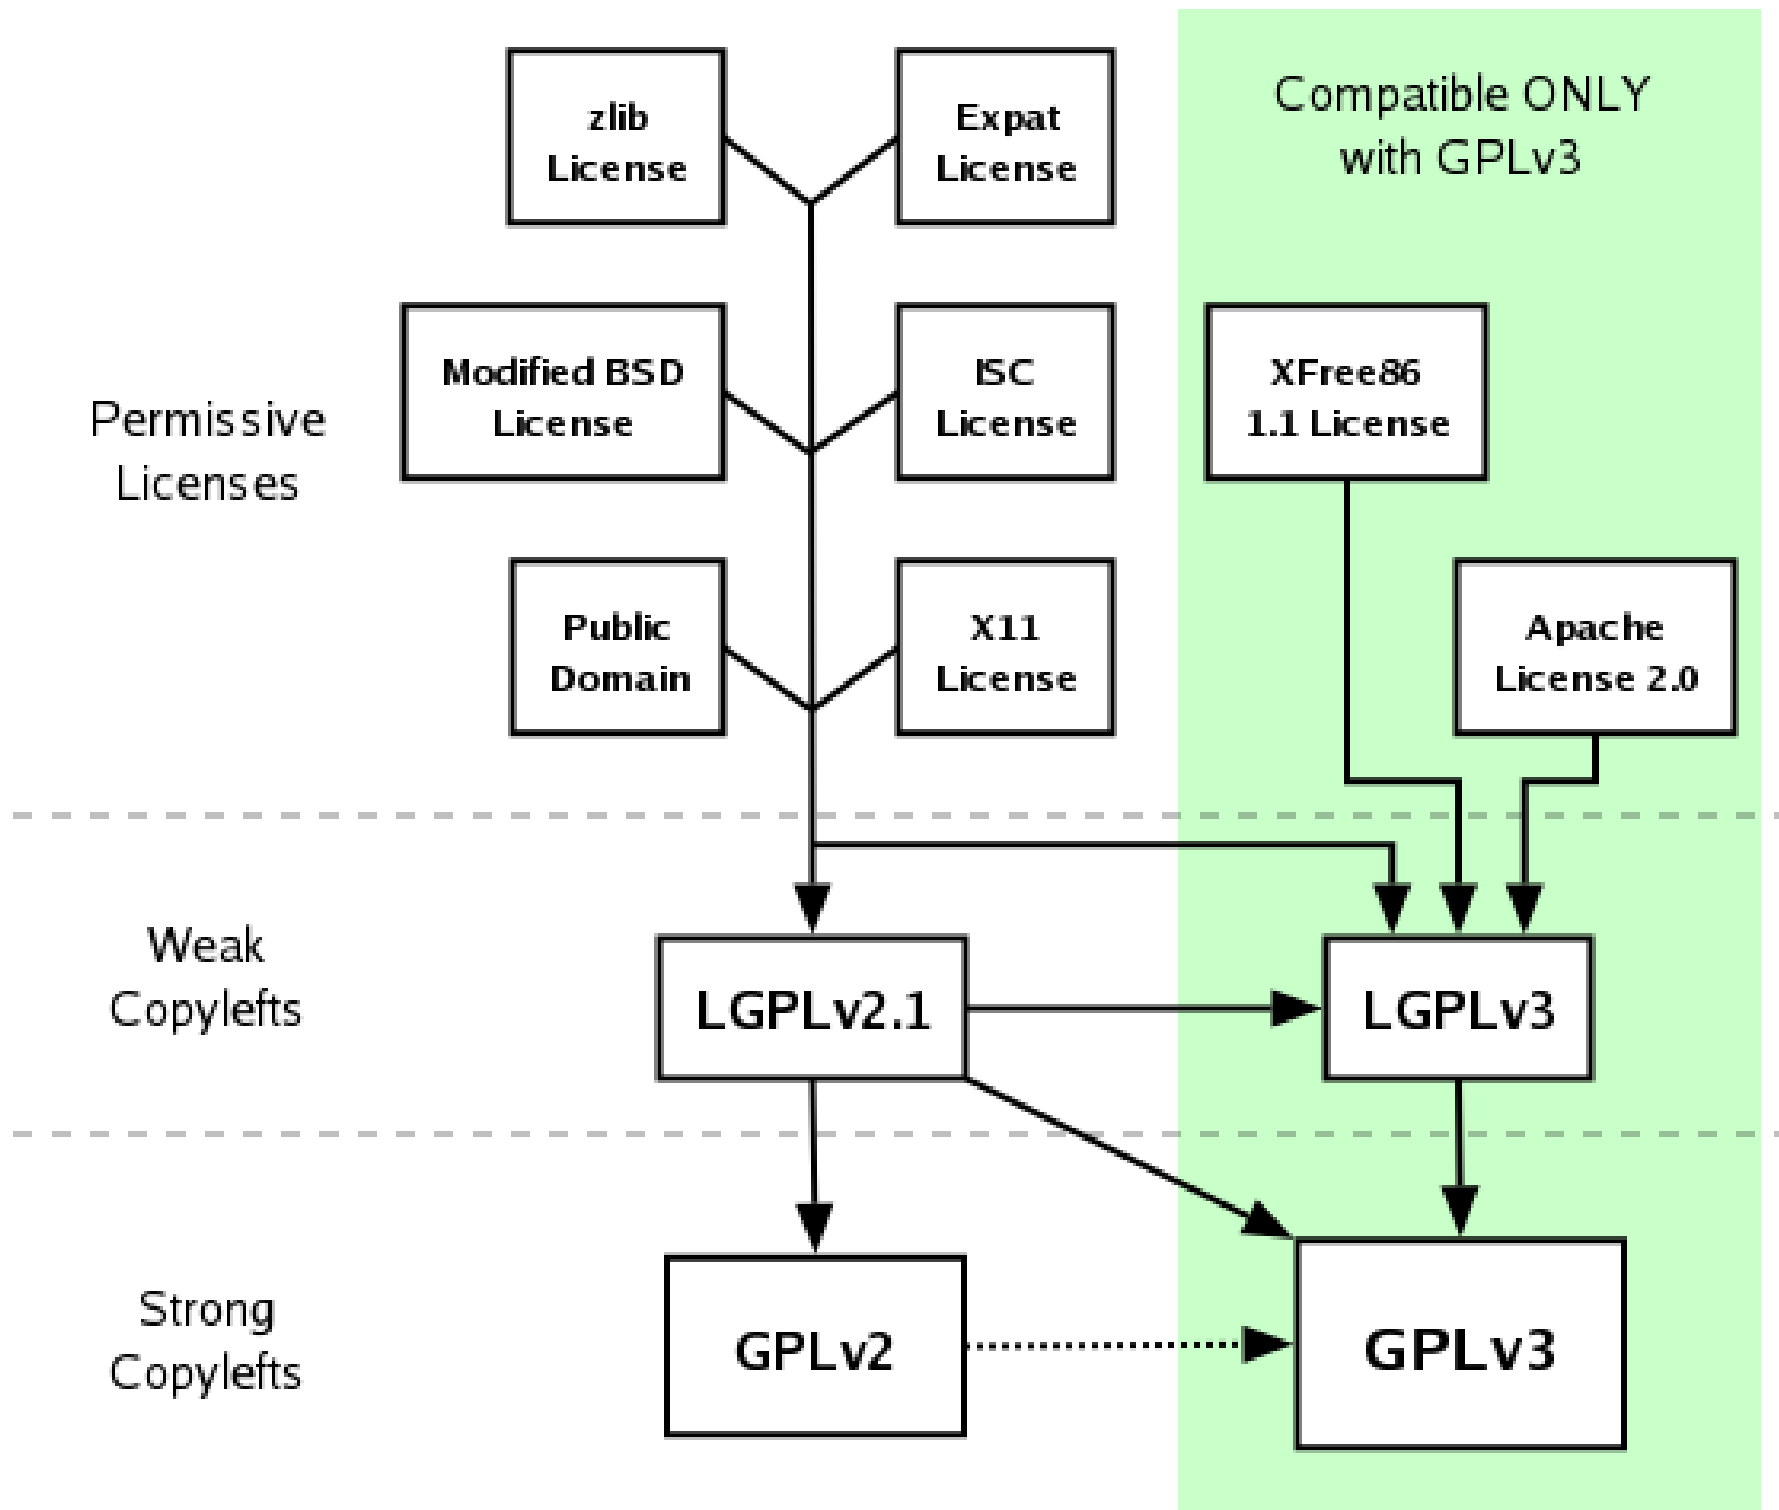 zlib
License
Expat
License
Compatible ONLY
with GPLv3
Permissive
Licenses
Modified BSD
License
ISC
License
XFree86
1.1 License
Public
Domain
X11
License
Apache
License 2.0
Weak
Copylefts
LGPLv2.1
LGPLv3
Strong
Copylefts
GPLv2
GPLv3